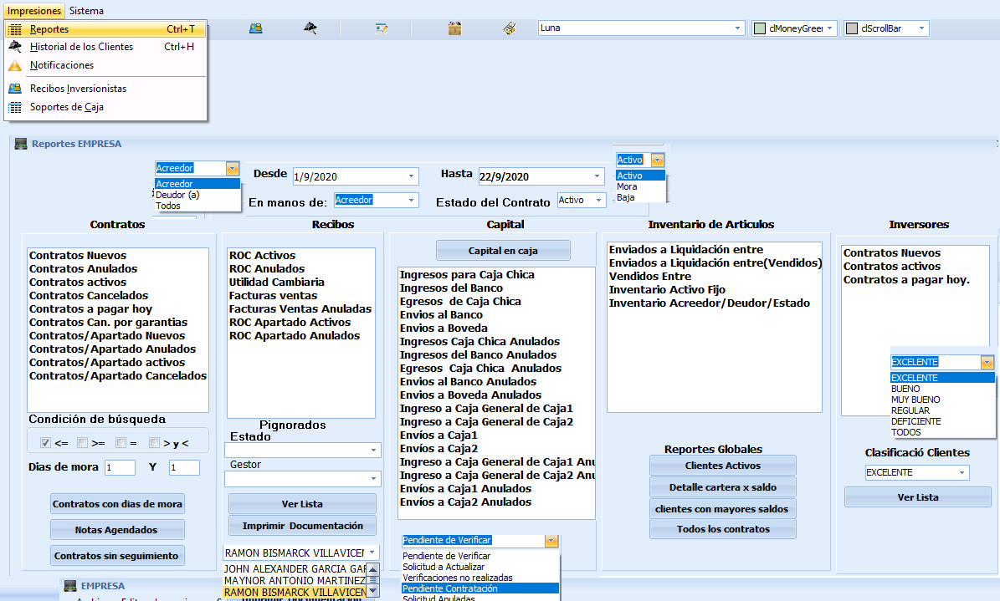 Impresiones Sistema
Reportes Ctrl+T
Historial de los Clientes Ctrl+H
Notificaciones
Recibos Inversionistas
Soportes de Caja
Luna
clMoneyGreen
clScrollBar
Reportes EMPRESA
Acreedor
Acreedor
Deudor (a)
Todos
Desde 1/9/2020
Hasta 22/9/2020
En manos de: Acreedor
Estado del Contrato Activo
Activo
Activo
Mora
Baja
Contratos
Contratos Nuevos
Contratos Anulados
Contratos activos
Contratos Cancelados
Contratos a pagar hoy
Contratos Can. por garantias
Contratos/Apartado Nuevos
Contratos/Apartado Anulados
Contratos/Apartado activos
Contratos/Apartado Cancelados
Condición de búsqueda
<= >= = > y <
Dias de mora 1 Y 1
Contratos con dias de mora
Notas Agendados
Contratos sin seguimiento
Recibos
ROC Activos
ROC Anulados
Utilidad Cambiaria
Facturas ventas
Facturas Ventas Anuladas
ROC Apartado Activos
ROC Apartado Anulados
Pignorados
Estado
Gestor
Ver Lista
Imprimir Documentación
RAMON BISMARCK VILLAVICEN
JOHN ALEXANDER GARCIA GAR
MAYNOR ANTONIO MARTINEZ
RAMON BISMARCK VILLAVICEN
Capital
Capital en caja
Ingresos para Caja Chica
Ingresos del Banco
Egresos de Caja Chica
Envios al Banco
Envios a Boveda
Ingresos Caja Chica Anulados
Ingresos del Banco Anulados
Egresos Caja Chica Anulados
Envios al Banco Anulados
Envios a Boveda Anulados
Ingreso a Caja General de Caja1
Ingreso a Caja General de Caja2
Envíos a Caja1
Envíos a Caja2
Ingreso a Caja General de Caja1 Anu
Ingreso a Caja General de Caja2 Anu
Envíos a Caja1 Anulados
Envíos a Caja2 Anulados
Pendiente de Verificar
Pendiente de Verificar
Solicitud a Actualizar
Verificaciones no realizadas
Pendiente Contratación
Solicitud Anuladas
Inventario de Articulos
Enviados a Liquidación entre
Enviados a Liquidación entre(Vendidos)
Vendidos Entre
Inventario Activo Fijo
Inventario Acreedor/Deudor/Estado
Reportes Globales
Clientes Activos
Detalle cartera x saldo
clientes con mayores saldos
Todos los contratos
Inversores
Contratos Nuevos
Contratos activos
Contratos a pagar hoy.
EXCELENTE
EXCELENTE
BUENO
MUY BUENO
REGULAR
DEFICIENTE
TODOS
Clasificació Clientes
EXCELENTE
Ver Lista
EMPRESA